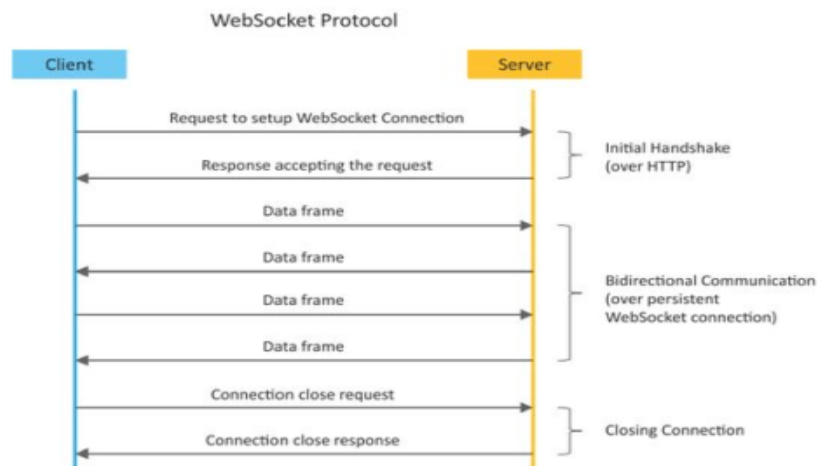 WebSocket Protocol
Client
Server
Request to setup WebSocket Connection
Initial Handshake
(over HTTP)
Response accepting the request
Data frame
Data frame
Bidirectional Communication
(over persistent
WebSocket connection)
Data frame
Data frame
Connection close request
Closing Connection
Connection close response